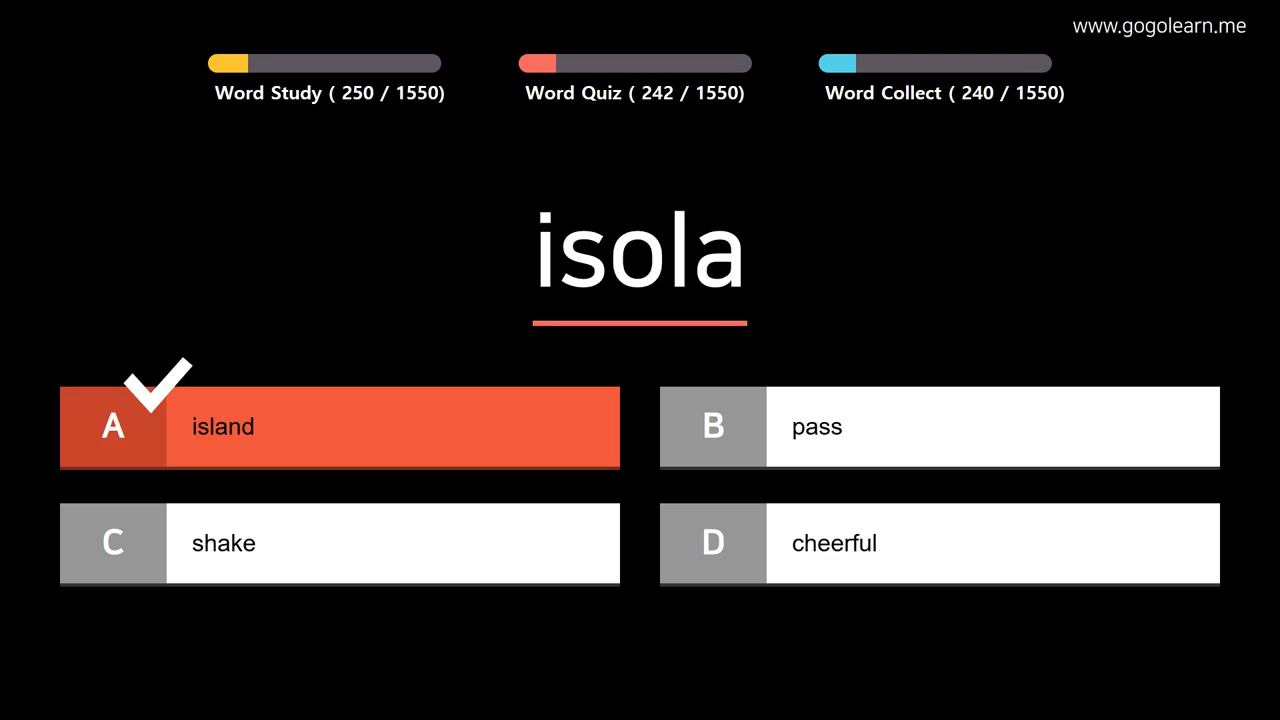 www.gogolearn.me
Word Study ( 250 / 1550)
Word Quiz ( 242 / 1550)
Word Collect ( 240 / 1550)
isola
A island
B pass
C shake
D cheerful